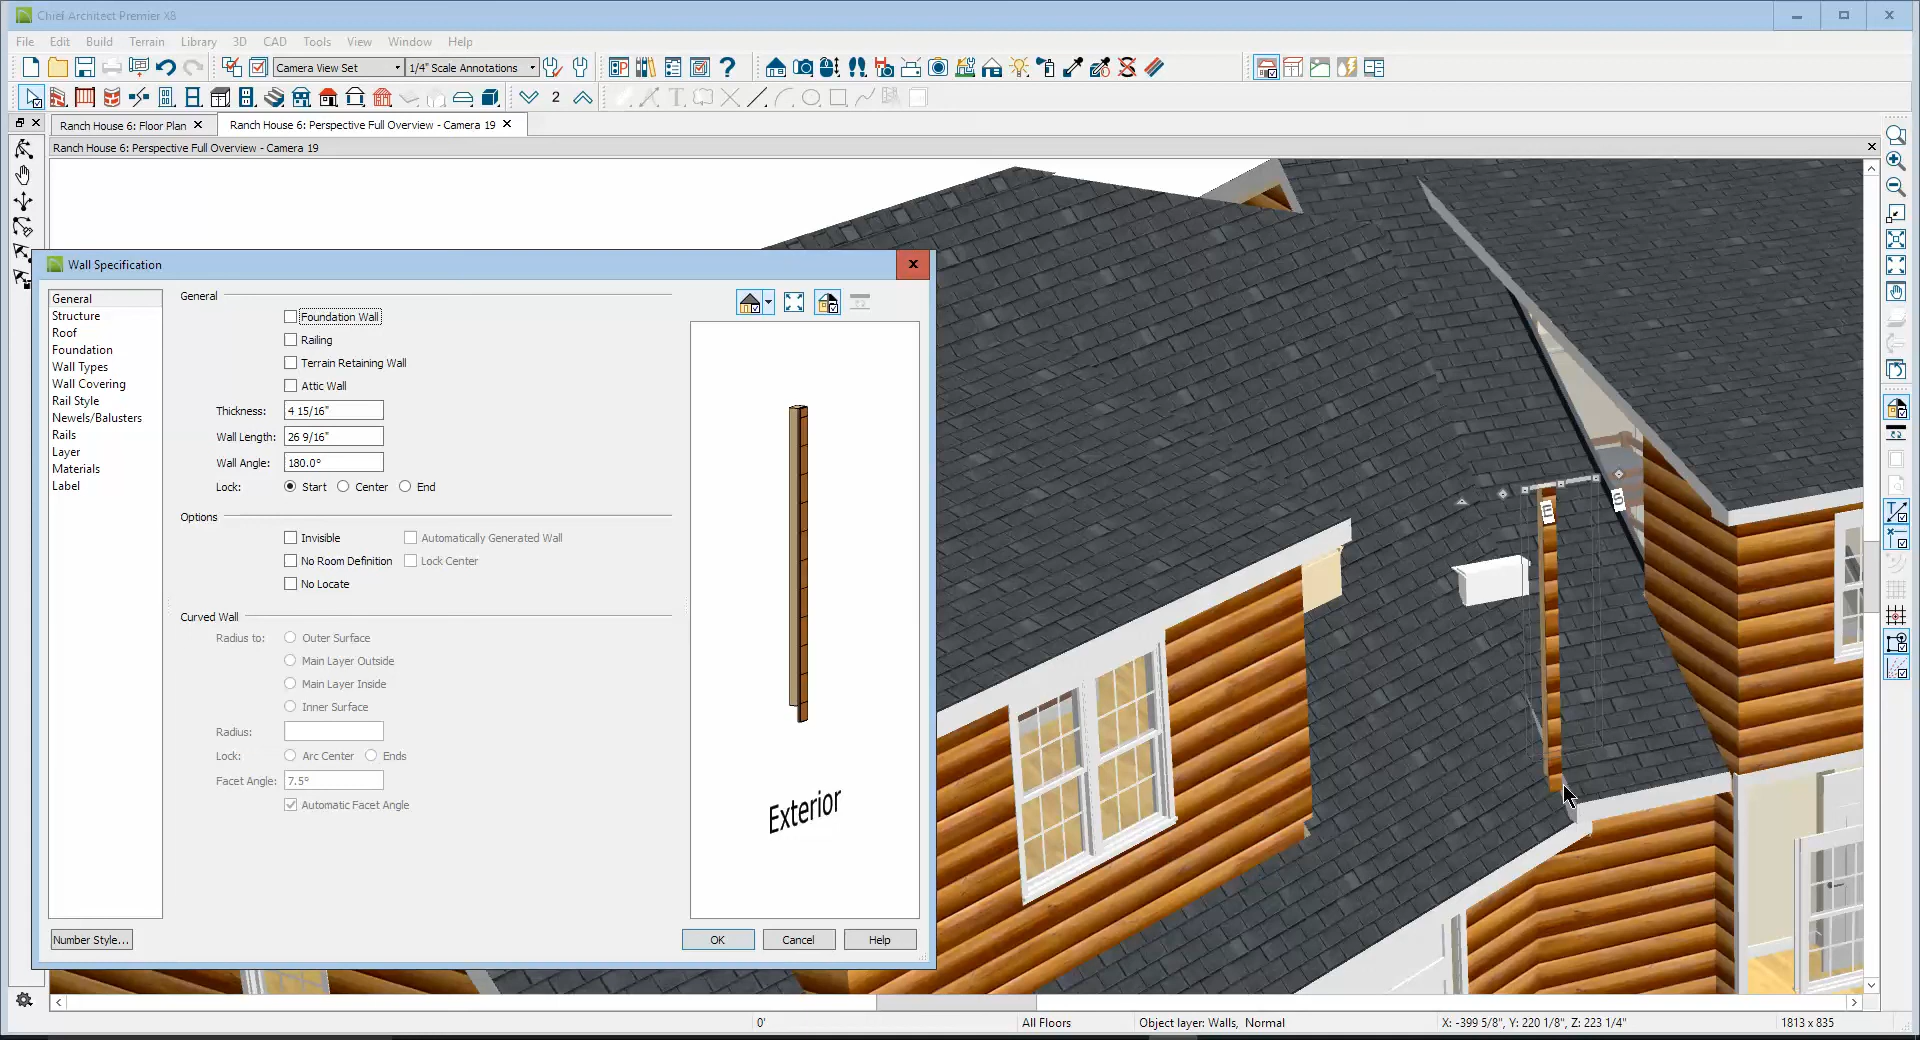 Chief Architect Premier X8
File Edit Build Terrain Library 3D CAD Tools View Window Help
Camera View Set 1/4" Scale Annotations
2
Ranch House 6: Floor Plan Ranch House 6: Perspective Full Overview - Camera 19
Ranch House 6: Perspective Full Overview - Camera 19
Wall Specification
General
Structure
Roof
Foundation
Wall Types
Wall Covering
Rail Style
Newels/Balusters
Rails
Layer
Materials
Label
General
Foundation Wall
Railing
Terrain Retaining Wall
Attic Wall
Thickness: 4 15/16"
Wall Length: 26 9/16"
Wall Angle: 180.0°
Lock: Start Center End
Options
Invisible Automatically Generated Wall
No Room Definition Lock Center
No Locate
Curved Wall
Radius to: Outer Surface
Main Layer Outside
Main Layer Inside
Inner Surface
Radius:
Lock: Arc Center Ends
Facet Angle: 7.5°
Automatic Facet Angle
Exterior
Number Style... OK Cancel Help
E S
0' All Floors Object layer: Walls, Normal X: -399 5/8", Y: 220 1/8", Z: 223 1/4" 1813 x 835